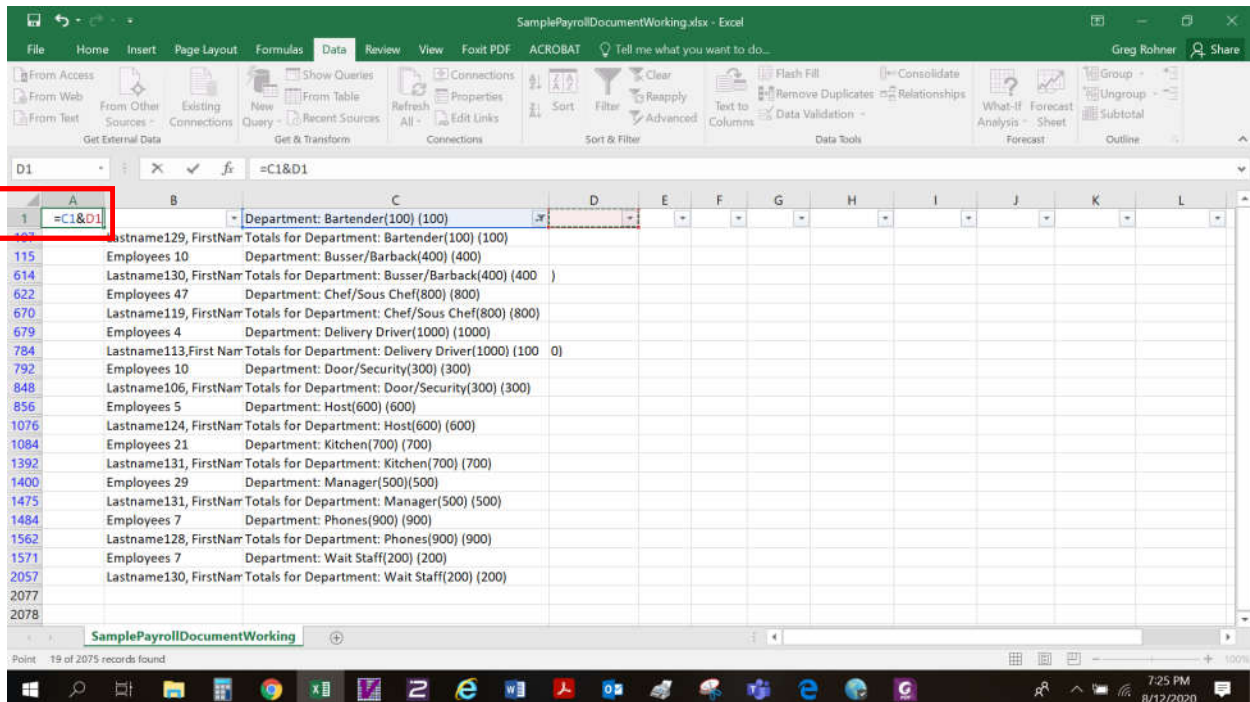 SamplePayrollDocumentWorking.xlsx - Excel
File Home Insert Page Layout Formulas Data Review View Foxit PDF ACROBAT Tell me what you want to do... Greg Rohner Share
From Access
From Web
From Text
From Other Sources
Existing Connections
Get External Data
New Query
Show Queries
From Table
Recent Sources
Get & Transform
Refresh All
Connections
Properties
Edit Links
Connections
Sort
Filter
Clear
Reapply
Advanced
Sort & Filter
Text to Columns
Flash Fill
Remove Duplicates
Data Validation
Consolidate
Relationships
Data Tools
What-If Analysis
Forecast Sheet
Forecast
Group
Ungroup
Subtotal
Outline
D1 fx =C1&D1
A B C D E F G H I J K L
1 =C1&D1 Department: Bartender(100) (100)
Lastname129, FirstNam Totals for Department: Bartender(100) (100)
115 Employees 10 Department: Busser/Barback(400) (400)
614 Lastname130, FirstNam Totals for Department: Busser/Barback(400) (400 )
622 Employees 47 Department: Chef/Sous Chef(800) (800)
670 Lastname119, FirstNam Totals for Department: Chef/Sous Chef(800) (800)
679 Employees 4 Department: Delivery Driver(1000) (1000)
784 Lastname113,First Nam Totals for Department: Delivery Driver(1000) (100 0)
792 Employees 10 Department: Door/Security(300) (300)
848 Lastname106, FirstNam Totals for Department: Door/Security(300) (300)
856 Employees 5 Department: Host(600) (600)
1076 Lastname124, FirstNam Totals for Department: Host(600) (600)
1084 Employees 21 Department: Kitchen(700) (700)
1392 Lastname131, FirstNam Totals for Department: Kitchen(700) (700)
1400 Employees 29 Department: Manager(500)(500)
1475 Lastname131, FirstNam Totals for Department: Manager(500) (500)
1484 Employees 7 Department: Phones(900) (900)
1562 Lastname128, FirstNam Totals for Department: Phones(900) (900)
1571 Employees 7 Department: Wait Staff(200) (200)
2057 Lastname130, FirstNam Totals for Department: Wait Staff(200) (200)
2077
2078
SamplePayrollDocumentWorking
Point 19 of 2075 records found 100%
7:25 PM
8/12/2020